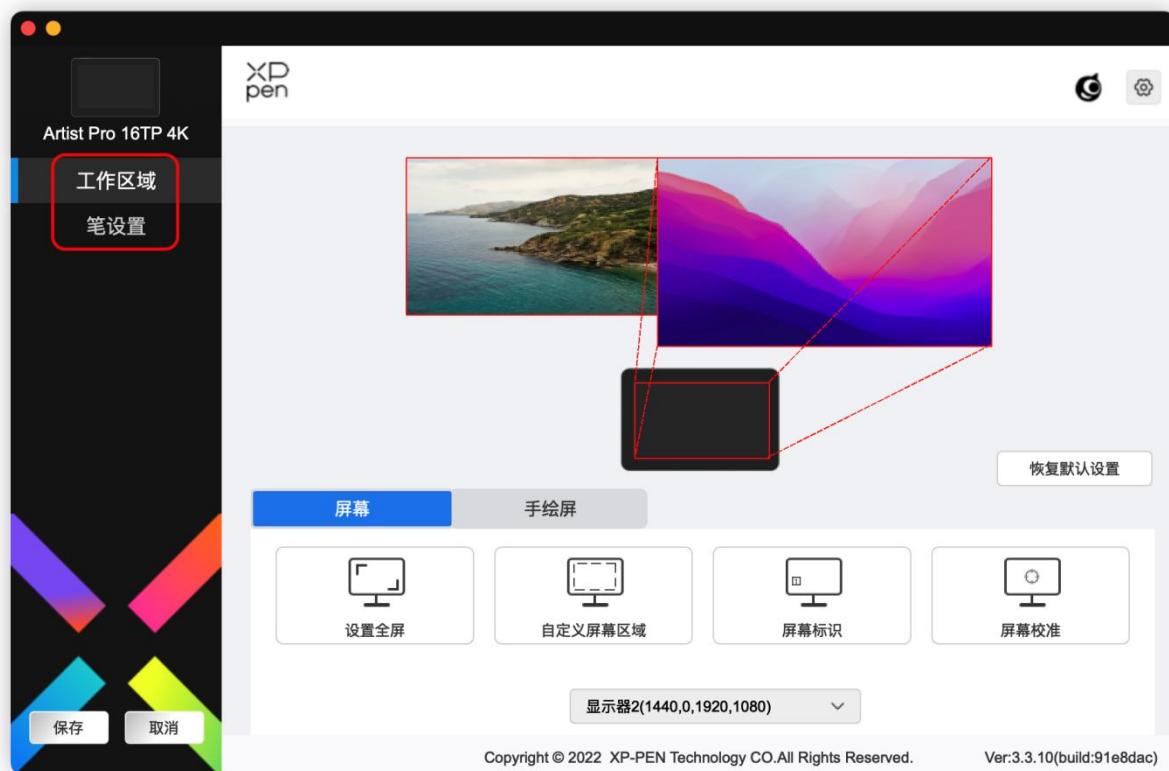 XP
pen
Artist Pro 16TP 4K
工作区域
笔设置
恢复默认设置
屏幕
手绘屏
设置全屏
自定义屏幕区域
屏幕标识
屏幕校准
显示器2(1440,0,1920,1080)
保存
取消
Copyright © 2022 XP-PEN Technology CO.All Rights Reserved.
Ver:3.3.10(build:91e8dac)